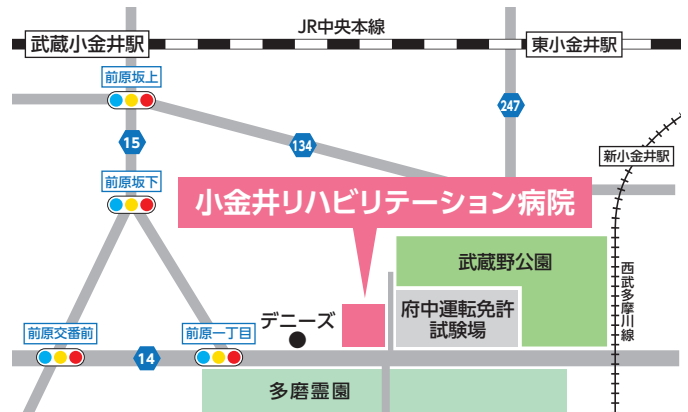 JR中央本線
武蔵小金井駅
東小金井駅
前原坂上
247
15
134
新小金井駅
前原坂下
小金井リハビリテーション病院
武蔵野公園
西武多摩川線
府中運転免許
試験場
デニーズ
前原交番前
前原一丁目
14
多磨霊園